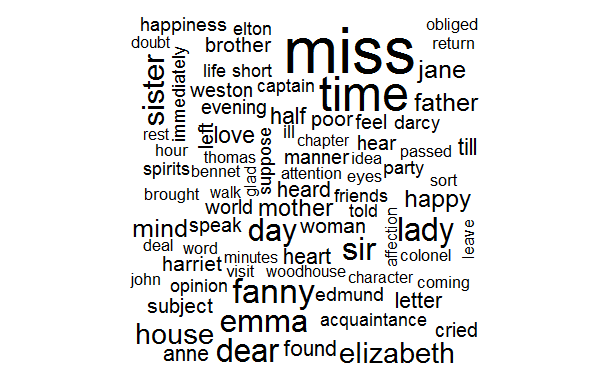 happiness elton miss obliged
doubt brother return
sister immediately life short jane
weston captain time father
evening half poor feel darcy
rest left love ill chapter hear till
hour thomas suppose manner idea passed
spirits bennet glad attention eyes party sort
brought walk heard friends happy
world mother told
mind speak day woman affection lady leave
deal word heart sir colonel
harriet minutes
john visit woodhouse character coming
opinion fanny edmund letter
subject
house emma acquaintance cried
anne dear found elizabeth